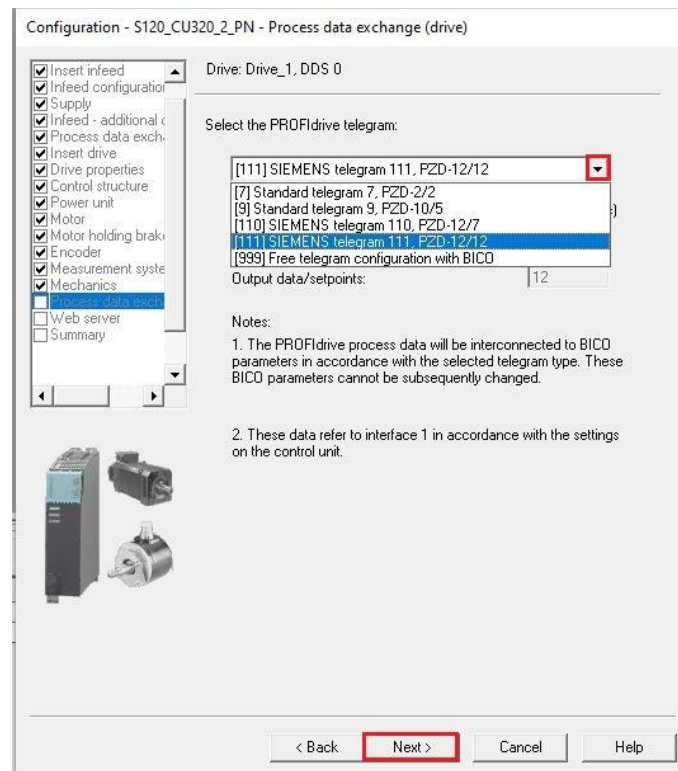 Configuration - S120_CU320_2_PN - Process data exchange (drive)
Insert infeed
Infeed configuration
Supply
Infeed - additional
Process data exch
Insert drive
Drive properties
Control structure
Power unit
Motor
Motor holding brak
Encoder
Measurement syste
Mechanics
Process data exch
Web server
Summary
Drive: Drive_1, DDS 0
Select the PROFIdrive telegram:
[111] SIEMENS telegram 111, PZD-12/12
[7] Standard telegram 7, PZD-2/2
[9] Standard telegram 9, PZD-10/5
[110] SIEMENS telegram 110, PZD-12/7
[111] SIEMENS telegram 111, PZD-12/12
[999] Free telegram configuration with BICO
Output data/setpoints: 12
Notes:
1. The PROFIdrive process data will be interconnected to BICO
parameters in accordance with the selected telegram type. These
BICO parameters cannot be subsequently changed.
2. These data refer to interface 1 in accordance with the settings
on the control unit.
< Back Next > Cancel Help